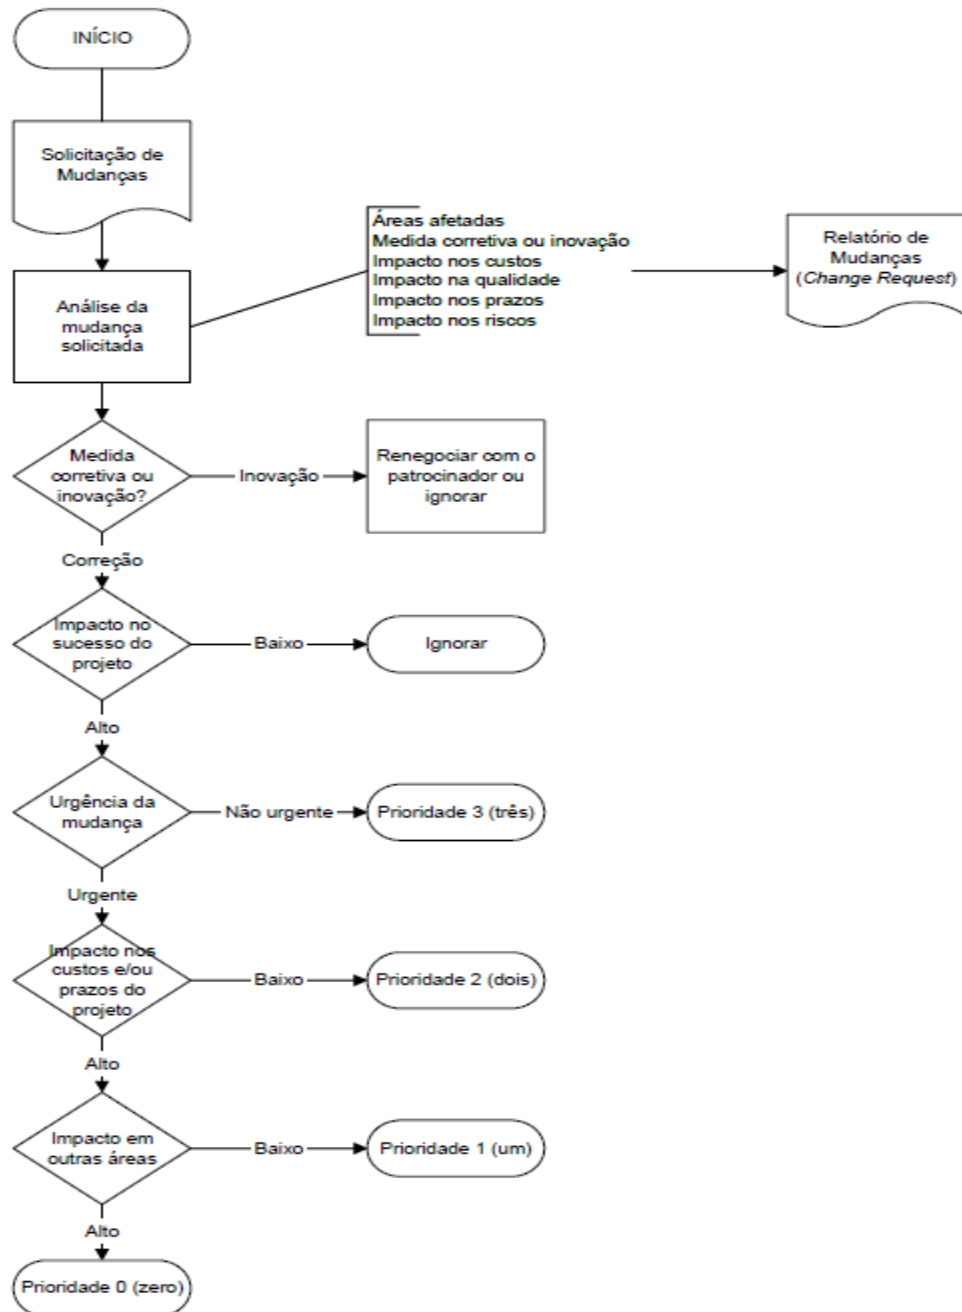 INÍCIO
Solicitação de
Mudanças
Áreas afetadas
Medida corretiva ou inovação
Impacto nos custos
Impacto na qualidade
Impacto nos prazos
Impacto nos riscos
Relatório de
Mudanças
(Change Request)
Análise da
mudança
solicitada
Medida
corretiva ou
inovação?
Inovação
Renegociar com o
patrocinador ou
ignorar
Correção
Impacto no
sucesso do
projeto
Baixo
Ignorar
Alto
Urgência da
mudança
Não urgente
Prioridade 3 (três)
Urgente
Impacto nos
custos e/ou
prazos do
projeto
Baixo
Prioridade 2 (dois)
Alto
Impacto em
outras áreas
Baixo
Prioridade 1 (um)
Alto
Prioridade 0 (zero)